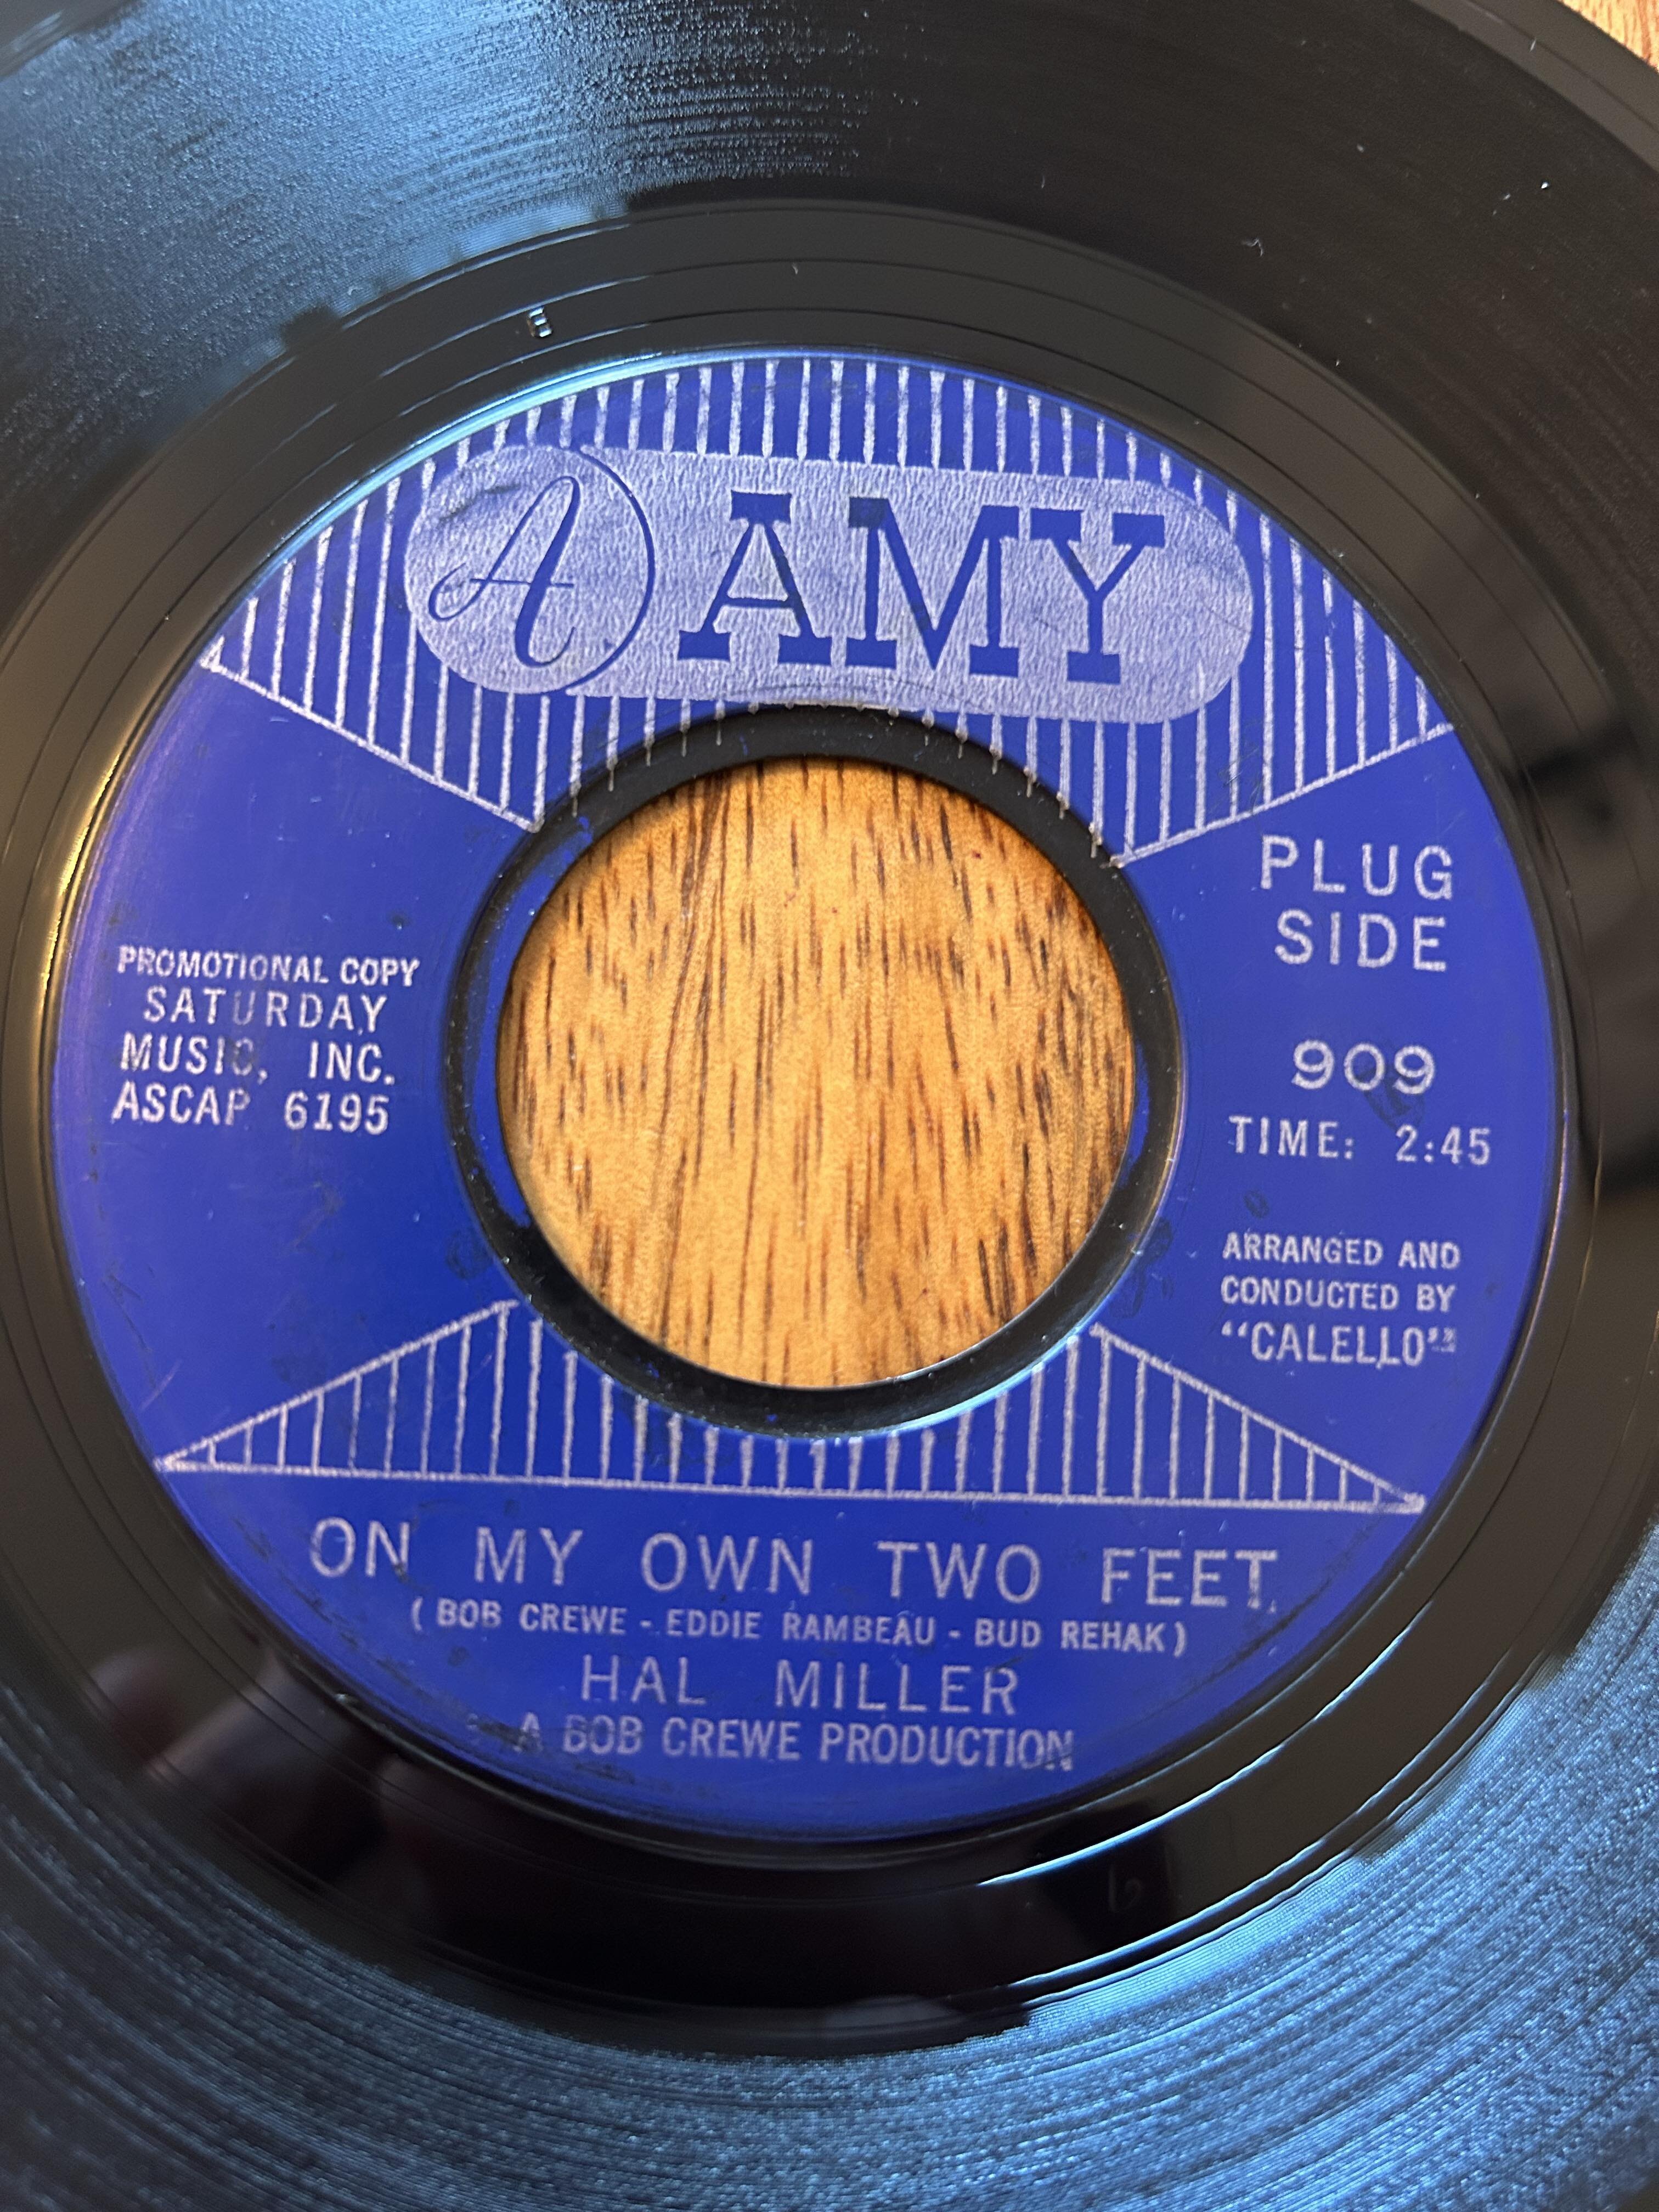 A AMY
PLUG
SIDE
PROMOTIONAL COPY
SATURDAY
MUSIC, INC.
ASCAP 6195
909
TIME: 2:45
ARRANGED AND
CONDUCTED BY
“CALELLO”
ON MY OWN TWO FEET
( BOB CREWE - EDDIE RAMBEAU - BUD REHAK )
HAL MILLER
A BOB CREWE PRODUCTION